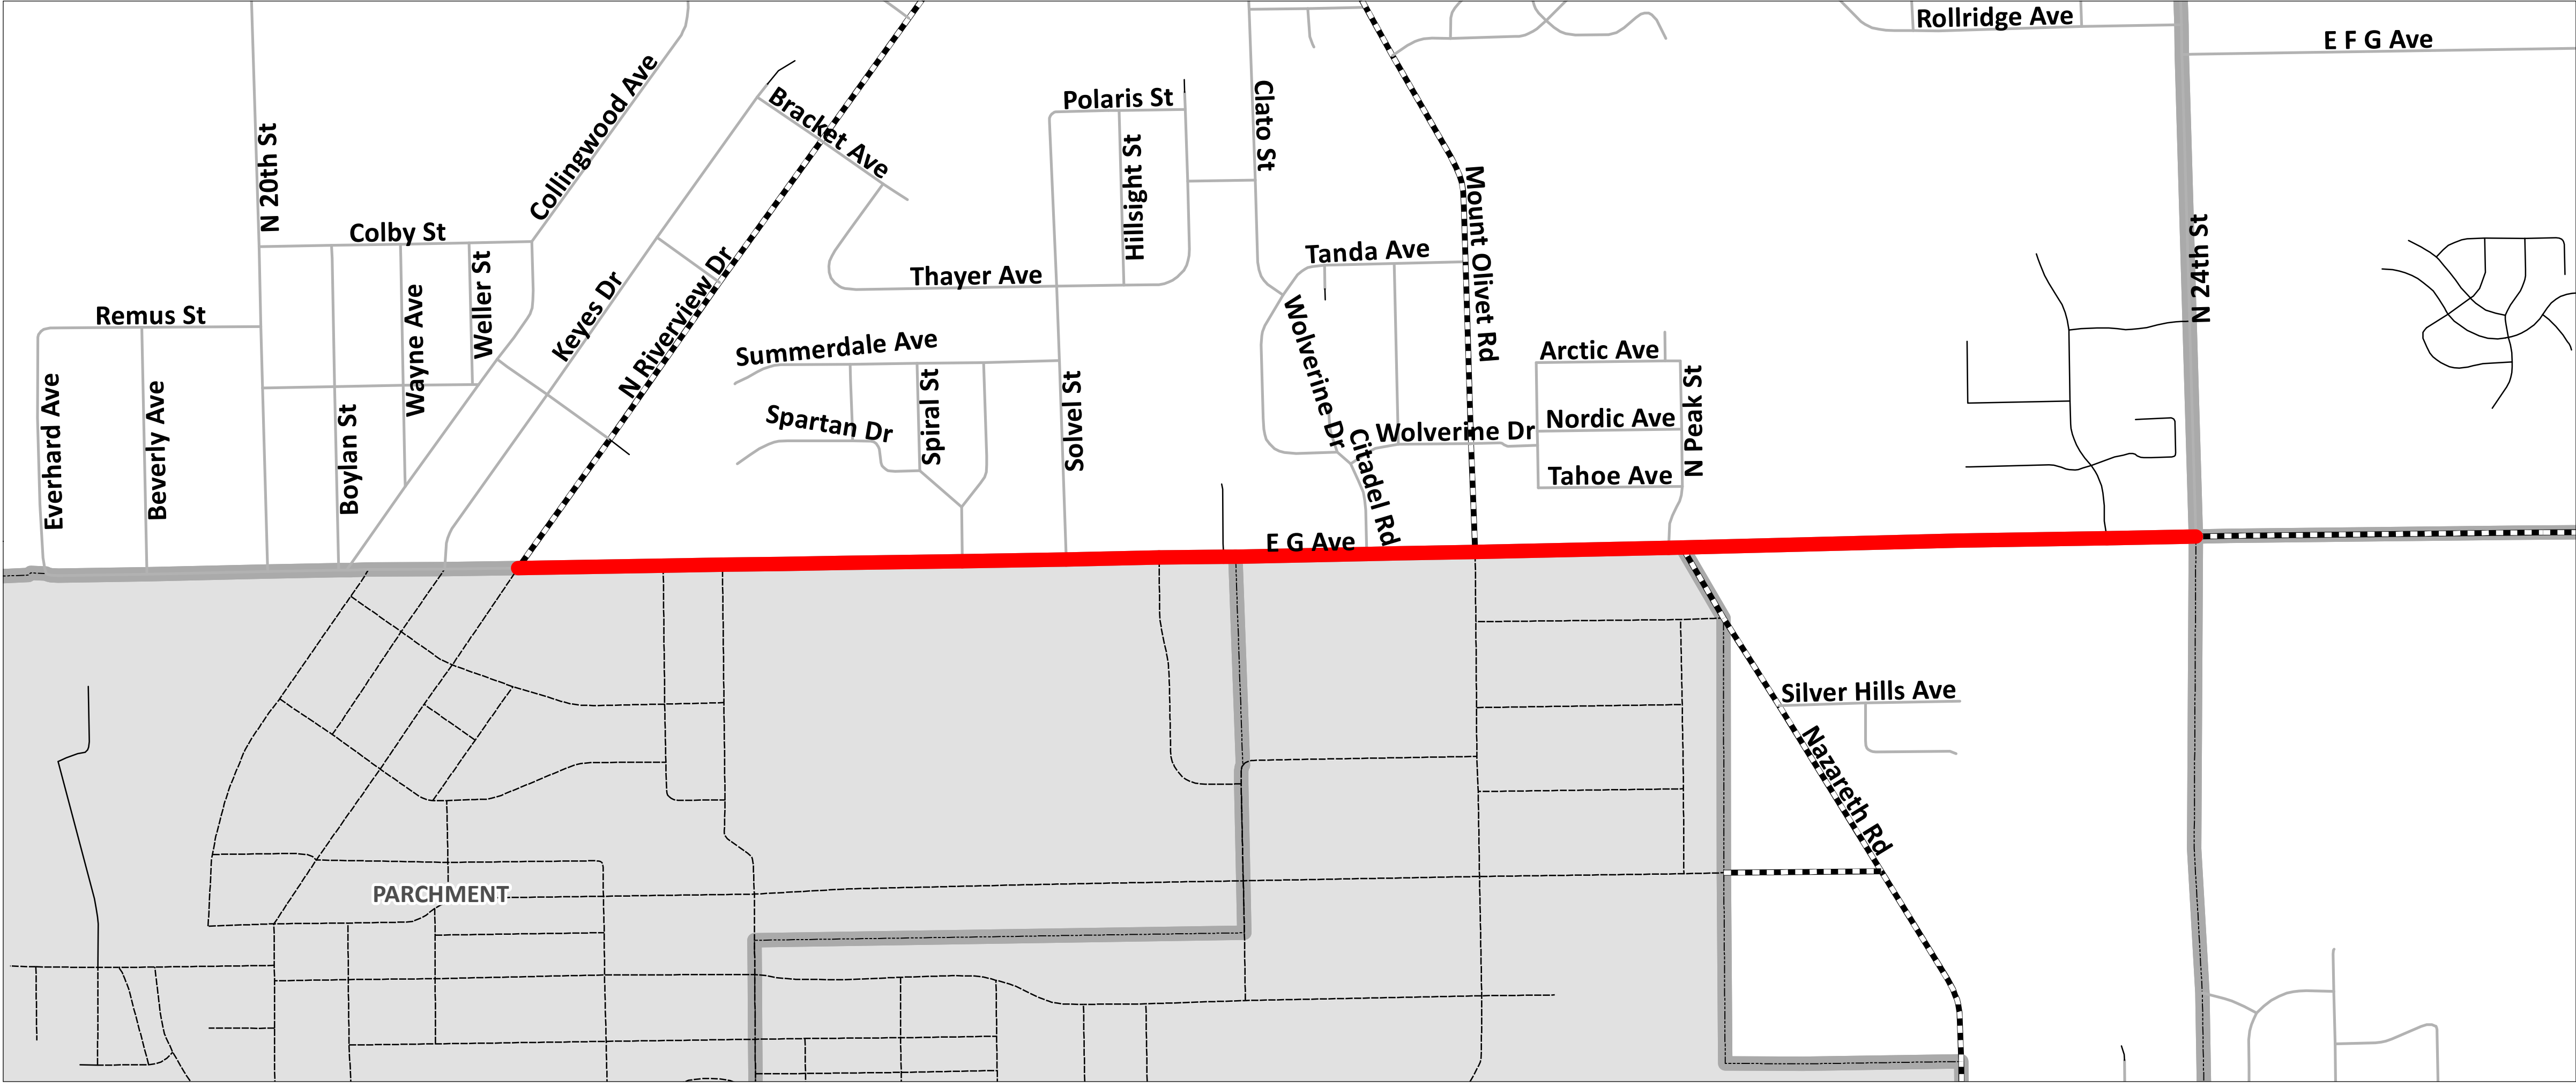 Rollridge Ave
E F G Ave
Collingwood Ave
Bracket Ave
Polaris St
Clato St
N 20th St
Hillsight St
Mount Olivet Rd
N 24th St
Colby St
Tanda Ave
Thayer Ave
Weller St
Wayne Ave
Keyes Dr
N Riverview Dr
Remus St
Summerdale Ave
Wolverine Dr
Arctic Ave
Everhard Ave
Beverly Ave
Boylan St
Spartan Dr
Spiral St
Solvel St
Citadel Rd
Wolverine Dr
Nordic Ave
N Peak St
Tahoe Ave
E G Ave
Silver Hills Ave
Nazareth Rd
PARCHMENT